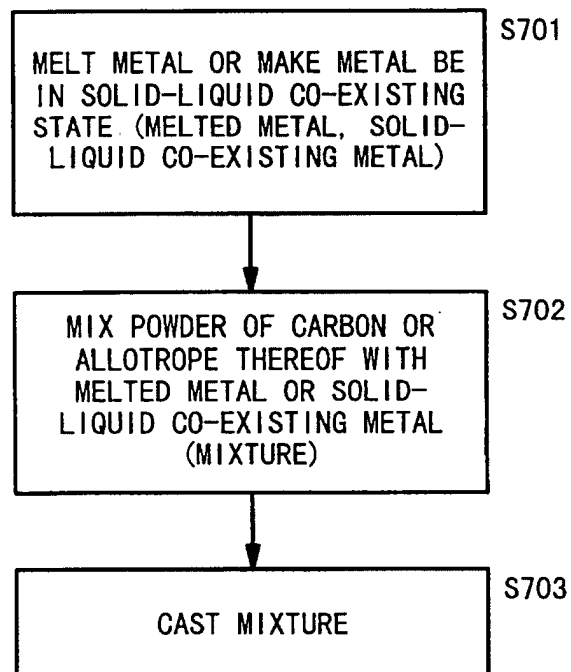 S701
MELT METAL OR MAKE METAL BE
IN SOLID-LIQUID CO-EXISTING
STATE (MELTED METAL, SOLID-
LIQUID CO-EXISTING METAL)
S702
MIX POWDER OF CARBON OR
ALLOTROPE THEREOF WITH
MELTED METAL OR SOLID-
LIQUID CO-EXISTING METAL
(MIXTURE)
S703
CAST MIXTURE